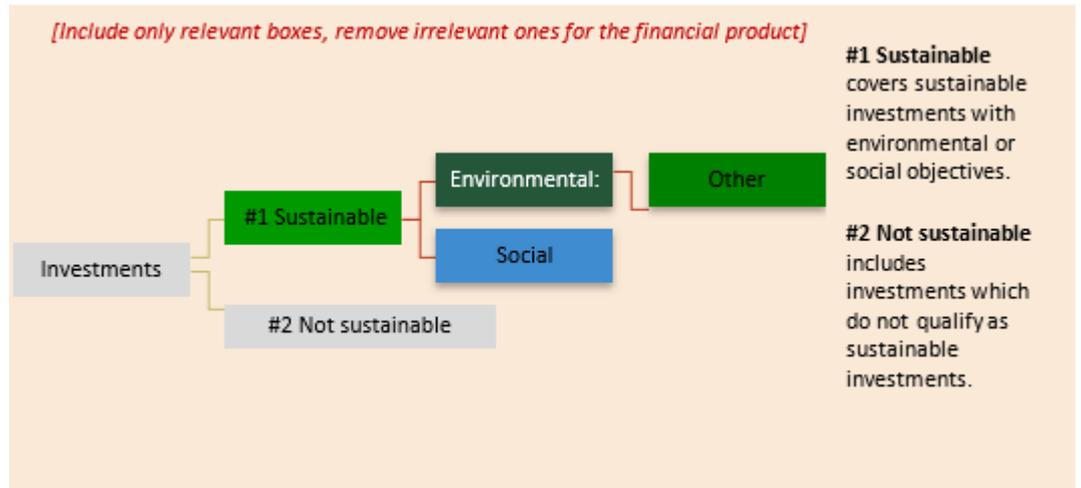 [Include only relevant boxes, remove irrelevant ones for the financial product]
#1 Sustainable
covers sustainable
investments with
environmental or
social objectives.
Environmental:
Other
#1 Sustainable
Social
Investments
#2 Not sustainable
#2 Not sustainable
includes
investments which
do not qualify as
sustainable
investments.